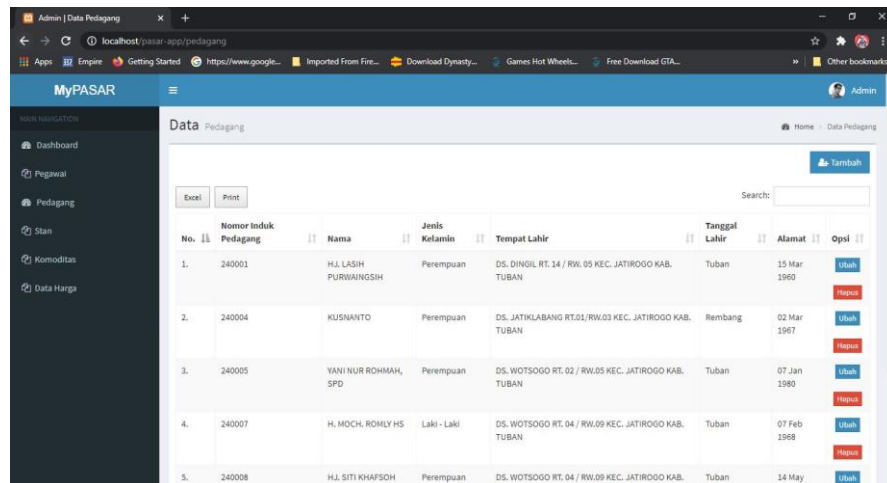 Admin | Data Pedagang
localhost/pasar-app/pedagang
Apps Empire Getting Started https://www.google... Imported From Fire... Download Dynasty... Games Hot Wheels... Free Download GTA... » Other bookmarks
MyPASAR Admin
MAIN NAVIGATION
Data Pedagang
Home > Data Pedagang
Dashboard
Pegawai
Pedagang
Stan
Komoditas
Data Harga
Tambah
Excel Print Search:
No. Nomor Induk Pedagang Nama Jenis Kelamin Tempat Lahir Tanggal Lahir Alamat Opsi
1. 240001 HJ. LASIH PURWAINGSIH Perempuan DS. DINGIL RT. 14 / RW. 05 KEC. JATIROGO KAB. TUBAN Tuban 15 Mar 1960 Ubah
Hapus
2. 240004 KUSNANTO Perempuan DS. JATIKLABANG RT.01/RW.03 KEC. JATIROGO KAB. TUBAN Rembang 02 Mar 1967 Ubah
Hapus
3. 240005 YANI NUR ROHMAH, SPD Perempuan DS. WOTSOGO RT. 02 / RW.05 KEC. JATIROGO KAB. TUBAN Tuban 07 Jan 1980 Ubah
Hapus
4. 240007 H. MOCH. ROMLY HS Laki - Laki DS. WOTSOGO RT. 04 / RW.09 KEC. JATIROGO KAB. TUBAN Tuban 07 Feb 1968 Ubah
Hapus
5. 240008 HJ. SITI KHAFSOH Perempuan DS. WOTSOGO RT. 04 / RW.09 KEC. JATIROGO KAB. Tuban 14 May Ubah